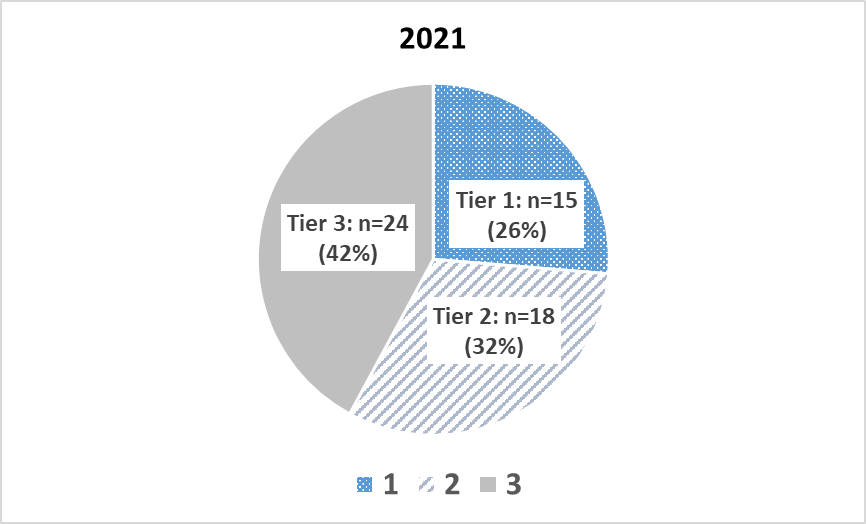 2021
Tier 1: n=15
(26%)
Tier 3: n=24
(42%)
Tier 2: n=18
(32%)
1 2 3